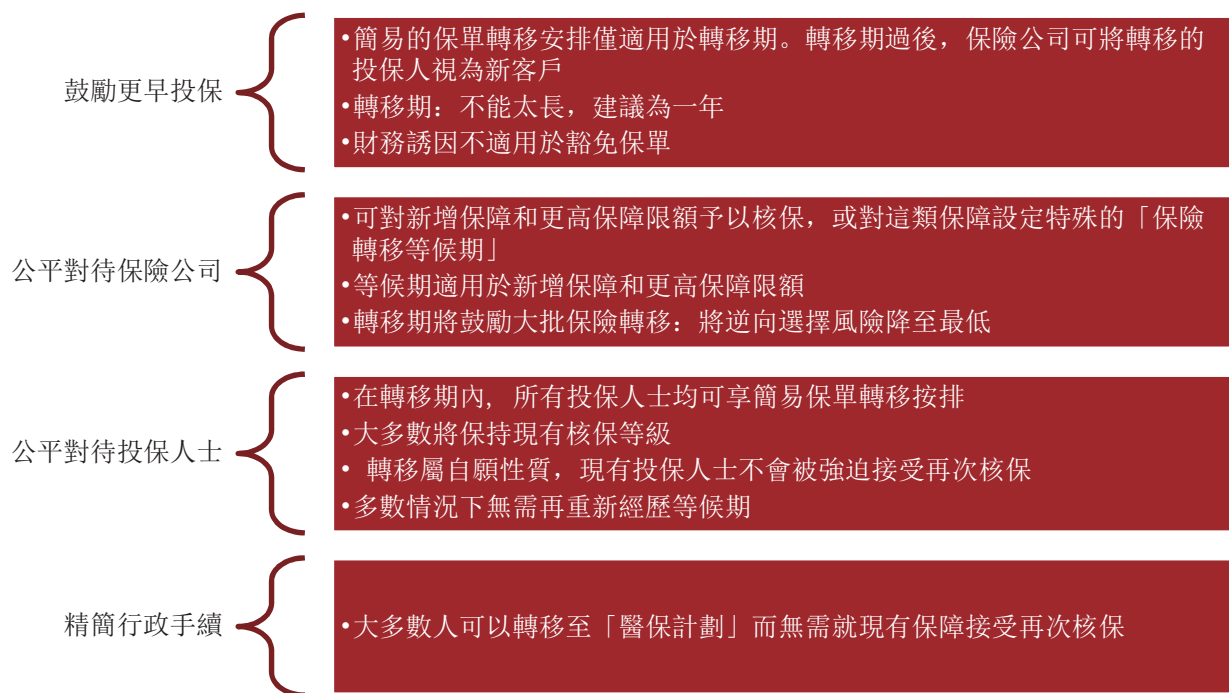 鼓勵更早投保
•簡易的保單轉移安排僅適用於轉移期。轉移期過後，保險公司可將轉移的
投保人視為新客戶
•轉移期：不能太長，建議為一年
•財務誘因不適用於豁免保單
公平對待保險公司
•可對新增保障和更高保障限額予以核保，或對這類保障設定特殊的「保險
轉移等候期」
•等候期適用於新增保障和更高保障限額
•轉移期將鼓勵大批保險轉移：將逆向選擇風險降至最低
公平對待投保人士
•在轉移期內，所有投保人士均可享簡易保單轉移按排
•大多數將保持現有核保等級
• 轉移屬自願性質，現有投保人士不會被強迫接受再次核保
•多數情況下無需再重新經歷等候期
精簡行政手續
•大多數人可以轉移至「醫保計劃」而無需就現有保障接受再次核保